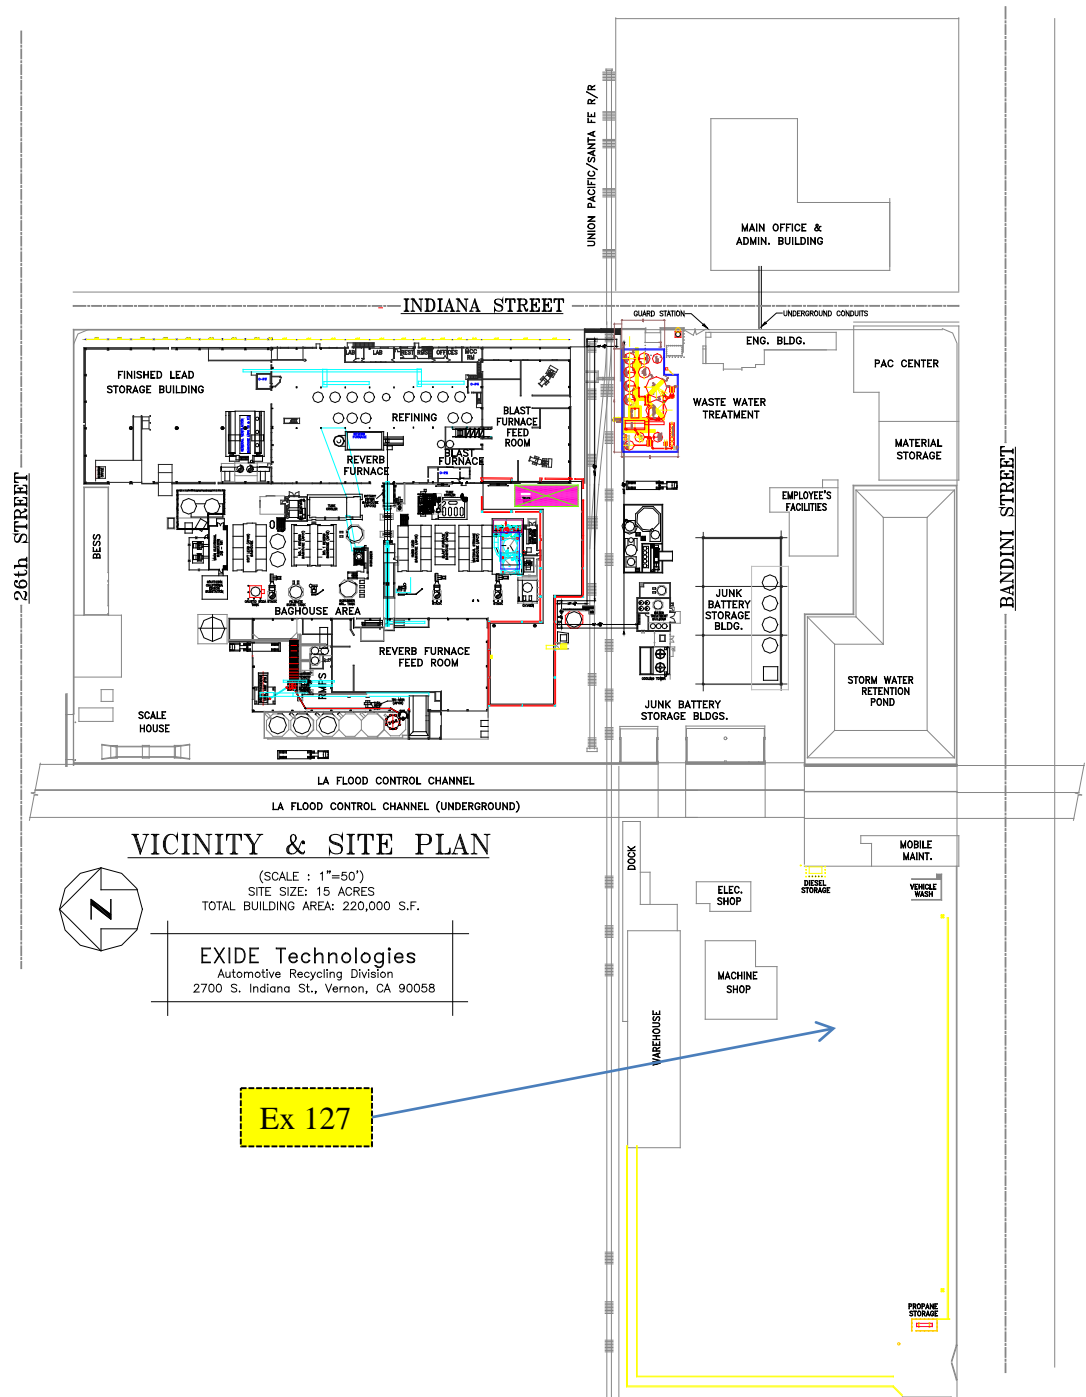 UNION PACIFIC/SANTA FE R/R
MAIN OFFICE &
ADMIN. BUILDING
INDIANA STREET
GUARD STATION
UNDERGROUND CONDUITS
ENG. BLDG.
PAC CENTER
LAB
LAB
REST
OFFICES
MCC
RM
FINISHED LEAD
STORAGE BUILDING
REFINING
BLAST
FURNACE
FEED
ROOM
WASTE WATER
TREATMENT
MATERIAL
STORAGE
REVERB
FURNACE
BLAST
FURNACE
EMPLOYEE'S
FACILITIES
26th STREET
BANDINI STREET
BESS
BAGHOUSE AREA
JUNK
BATTERY
STORAGE
BLDG.
REVERB FURNACE
FEED ROOM
RMPS
STORM WATER
RETENTION
POND
SCALE
HOUSE
JUNK BATTERY
STORAGE BLDGS.
LA FLOOD CONTROL CHANNEL
LA FLOOD CONTROL CHANNEL (UNDERGROUND)
VICINITY & SITE PLAN
(SCALE : 1"=50')
SITE SIZE: 15 ACRES
TOTAL BUILDING AREA: 220,000 S.F.
N
EXIDE Technologies
Automotive Recycling Division
2700 S. Indiana St., Vernon, CA 90058
DOCK
MOBILE
MAINT.
ELEC.
SHOP
DIESEL
STORAGE
VEHICLE
WASH
MACHINE
SHOP
WAREHOUSE
Ex 127
PROPANE
STORAGE